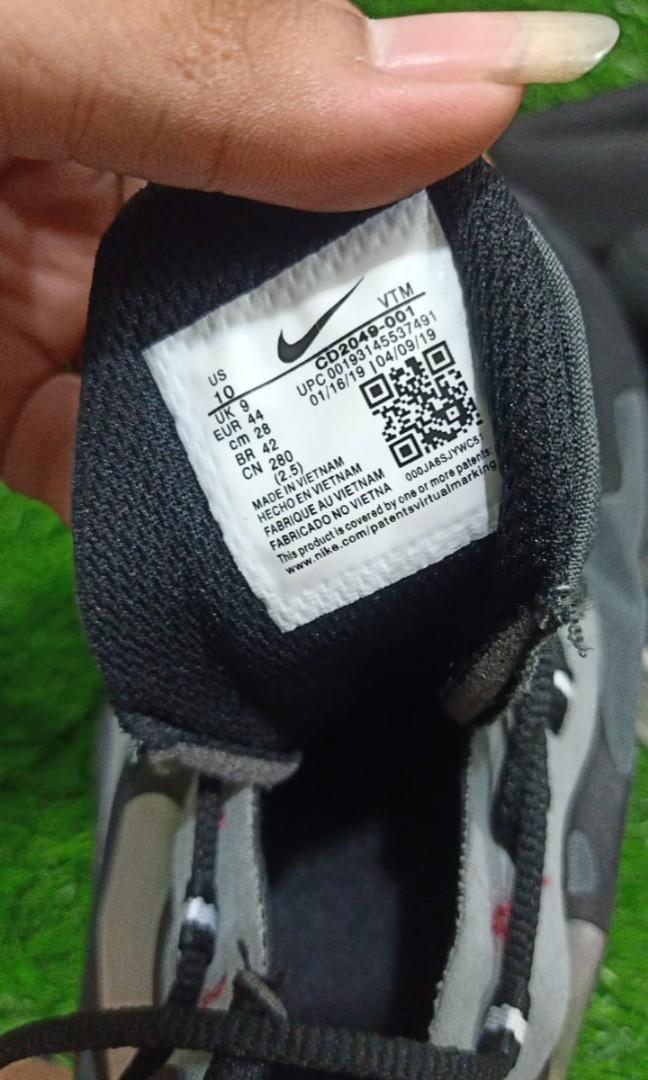 VTM
CD2049-001
UPC 00193145537491
01/16/19 | 04/09/19
US
10
UK 9
EUR 44
cm 28
BR 42
CN 280
(2.5)
MADE IN VIETNAM
HECHO EN VIETNAM
FABRIQUE AU VIETNAM
FABRICADO NO VIETNA
This product is covered by one or more patents.
www.nike.com/patentsvirtualmarking